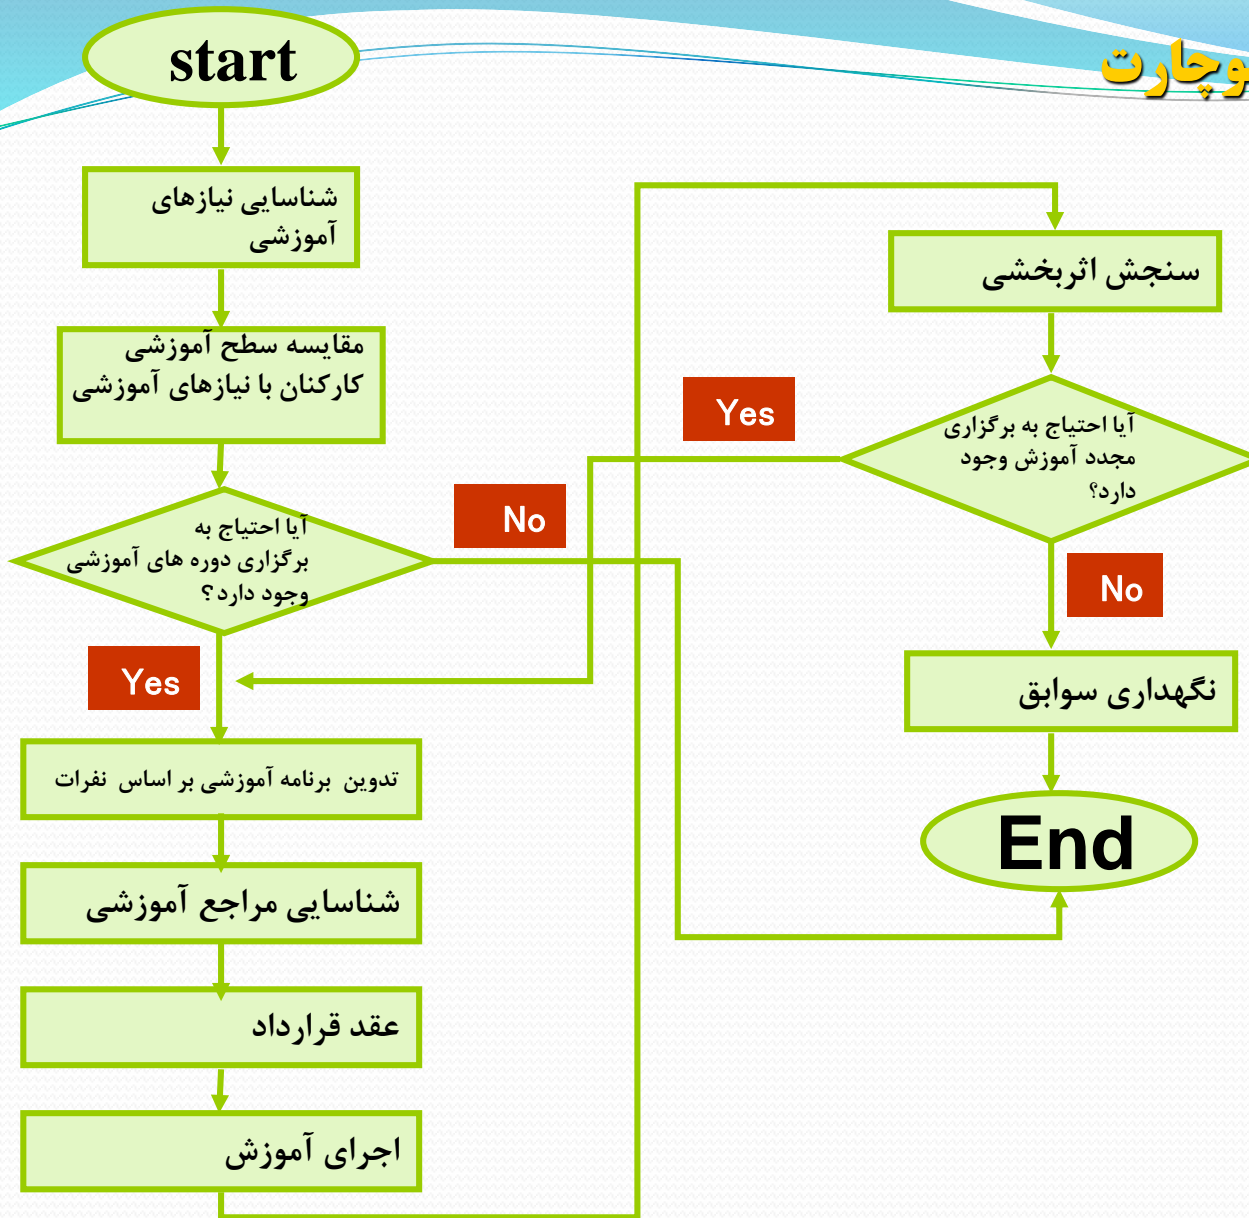 وچارت
start
شناسایی نیازهای
آموزشی
مقایسه سطح آموزشی
کارکنان با نیازهای آموزشی
آیا احتیاج به
برگزاری دوره های آموزشی
وجود دارد؟
No
Yes
تدوین برنامه آموزشی بر اساس نفرات
شناسایی مراجع آموزشی
عقد قرارداد
اجرای آموزش
سنجش اثربخشی
آیا احتیاج به برگزاری
مجدد آموزش وجود
دارد؟
Yes
No
نگهداری سوابق
End